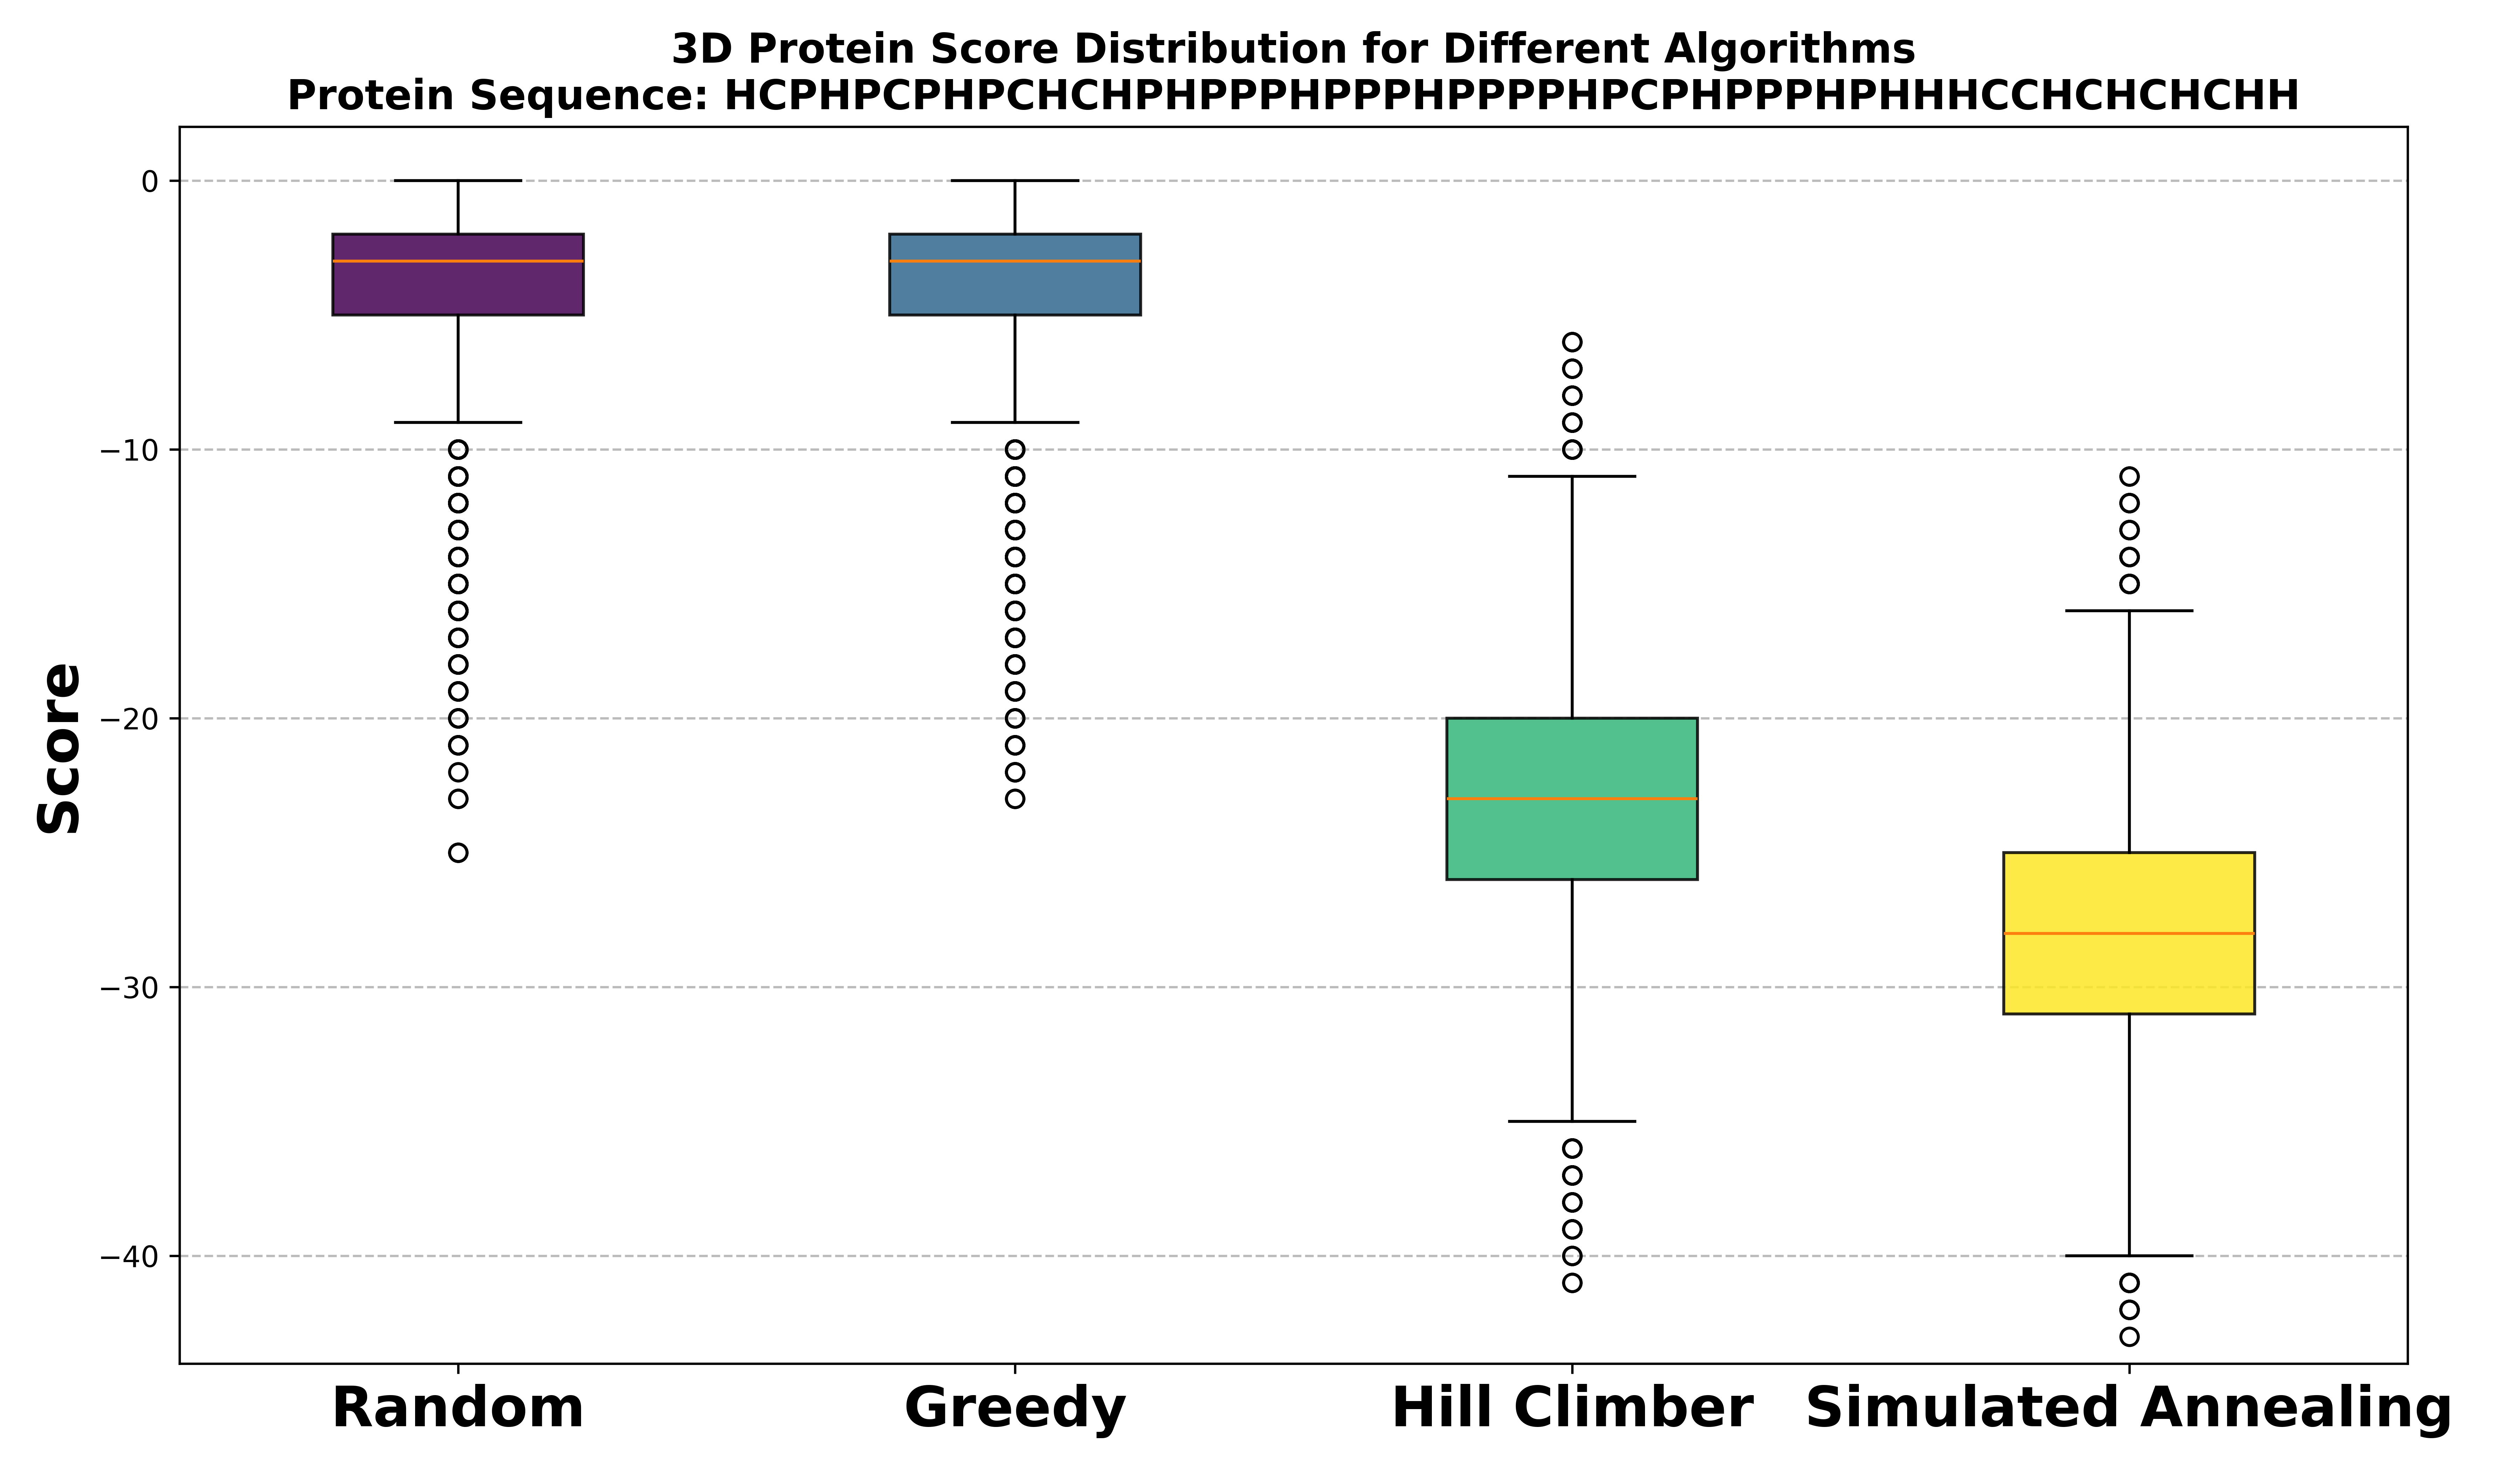 3D Protein Score Distribution for Different Algorithms
Protein Sequence: HCPHPCPHPCHCHPHPPPHPPPHPPPPHPCPHPPPHPHHHCCHCHCHCHH
0
−10
−20
−30
−40
Score
Random Greedy Hill Climber Simulated Annealing